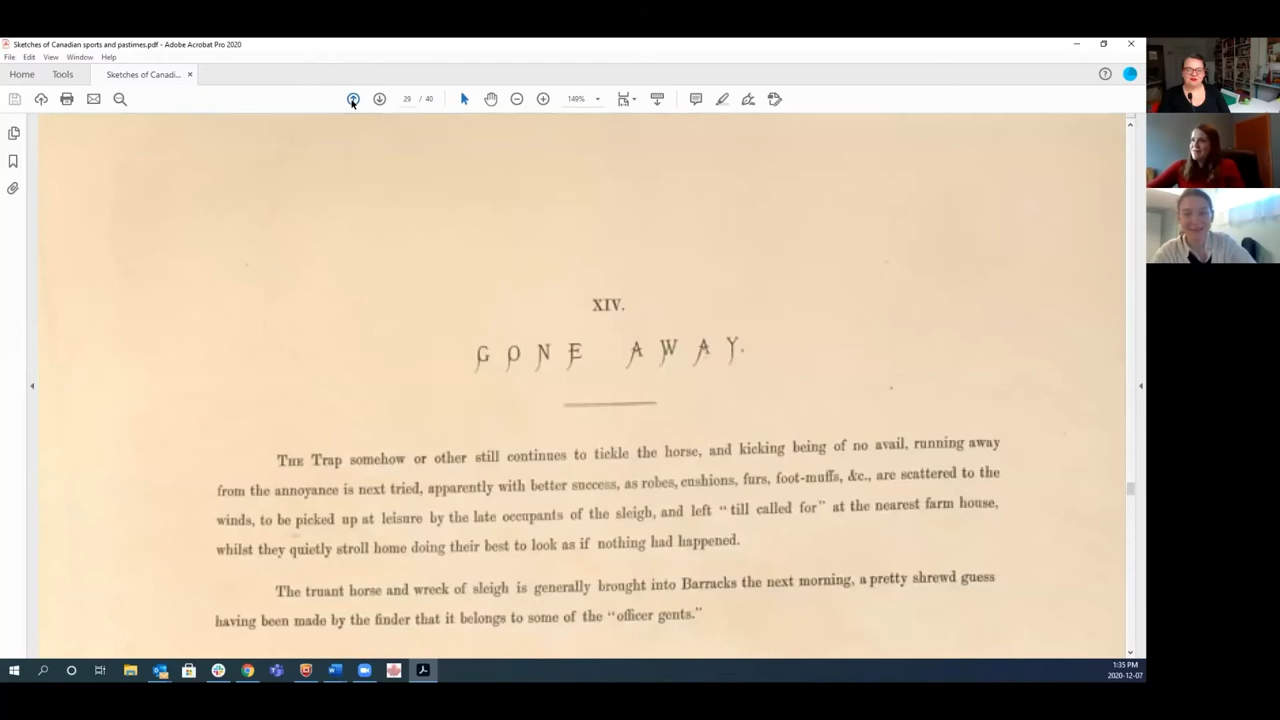 Sketches of Canadian sports and pastimes.pdf - Adobe Acrobat Pro 2020
File Edit View Window Help
Home Tools Sketches of Canadi...
29 / 40 149%
XIV.
GONE AWAY.
THE Trap somehow or other still continues to tickle the horse, and kicking being of no avail, running away
from the annoyance is next tried, apparently with better success, as robes, cushions, furs, foot-muffs, &c., are scattered to the
winds, to be picked up at leisure by the late occupants of the sleigh, and left "till called for" at the nearest farm house,
whilst they quietly stroll home doing their best to look as if nothing had happened.
The truant horse and wreck of sleigh is generally brought into Barracks the next morning, a pretty shrewd guess
having been made by the finder that it belongs to some of the "officer gents."
1:35 PM
2020-12-07